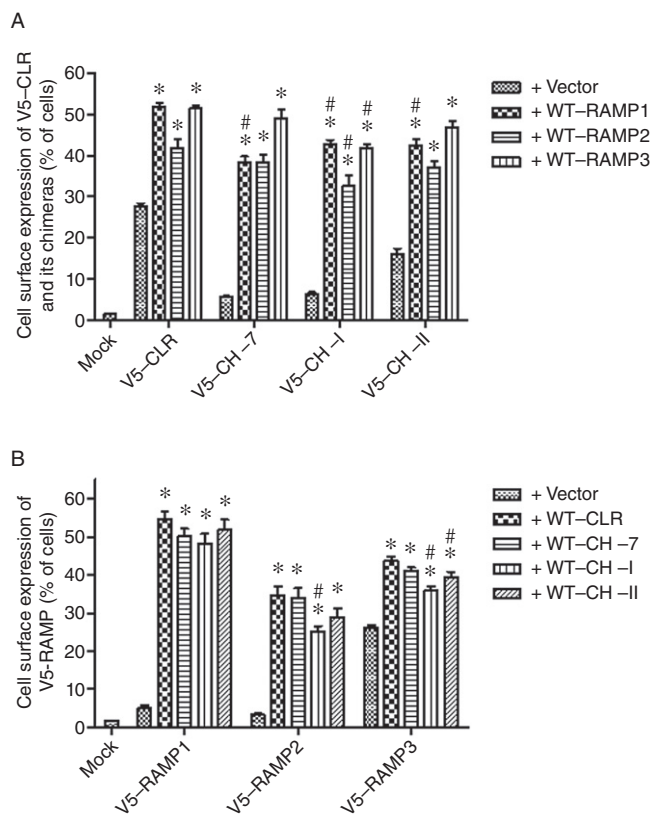 A
Cell surface expression of V5–CLR
and its chimeras (% of cells)
60
50
40
30
20
10
0
* * *
# * * *
# * # * # *
# * * *
Mock
V5–CLR
V5–CH –7
V5–CH –I
V5–CH –II
+ Vector
+ WT–RAMP1
+ WT–RAMP2
+ WT–RAMP3
B
Cell surface expression of
V5-RAMP (% of cells)
60
50
40
30
20
10
0
* * * *
* * # * *
* * # * # *
Mock
V5–RAMP1
V5–RAMP2
V5–RAMP3
+ Vector
+ WT–CLR
+ WT–CH –7
+ WT–CH –I
+ WT–CH –II